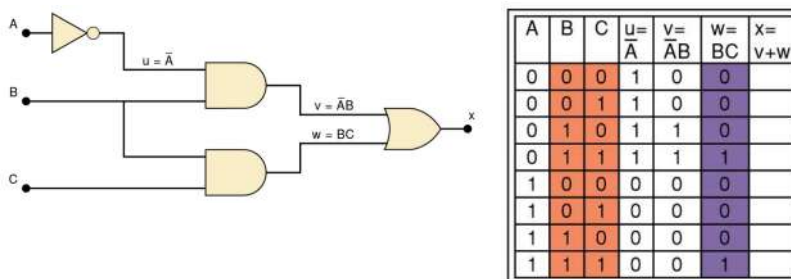 A
u = A̅
B
v = A̅B
w = BC
x
C
A B C u= v= w= x=
A̅ A̅B BC v+w
0 0 0 1 0 0
0 0 1 1 0 0
0 1 0 1 1 0
0 1 1 1 1 1
1 0 0 0 0 0
1 0 1 0 0 0
1 1 0 0 0 0
1 1 1 0 0 1